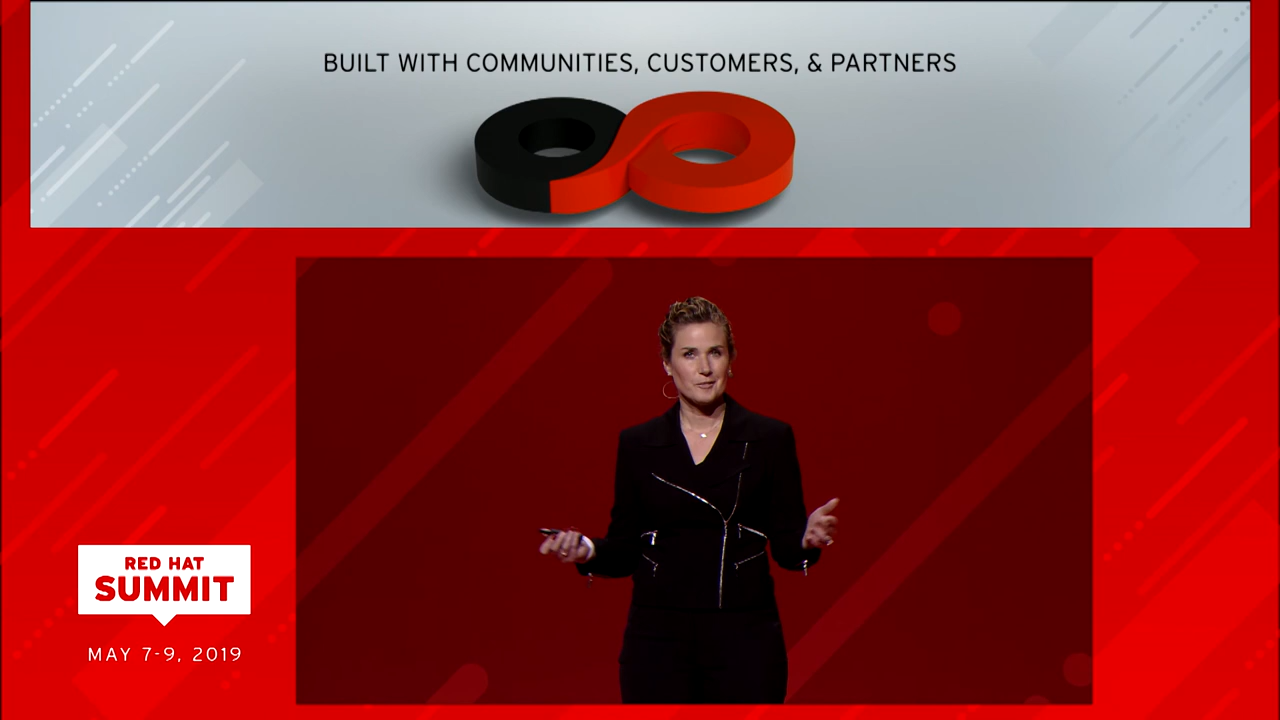 BUILT WITH COMMUNITIES, CUSTOMERS, & PARTNERS
RED HAT
SUMMIT
MAY 7-9, 2019